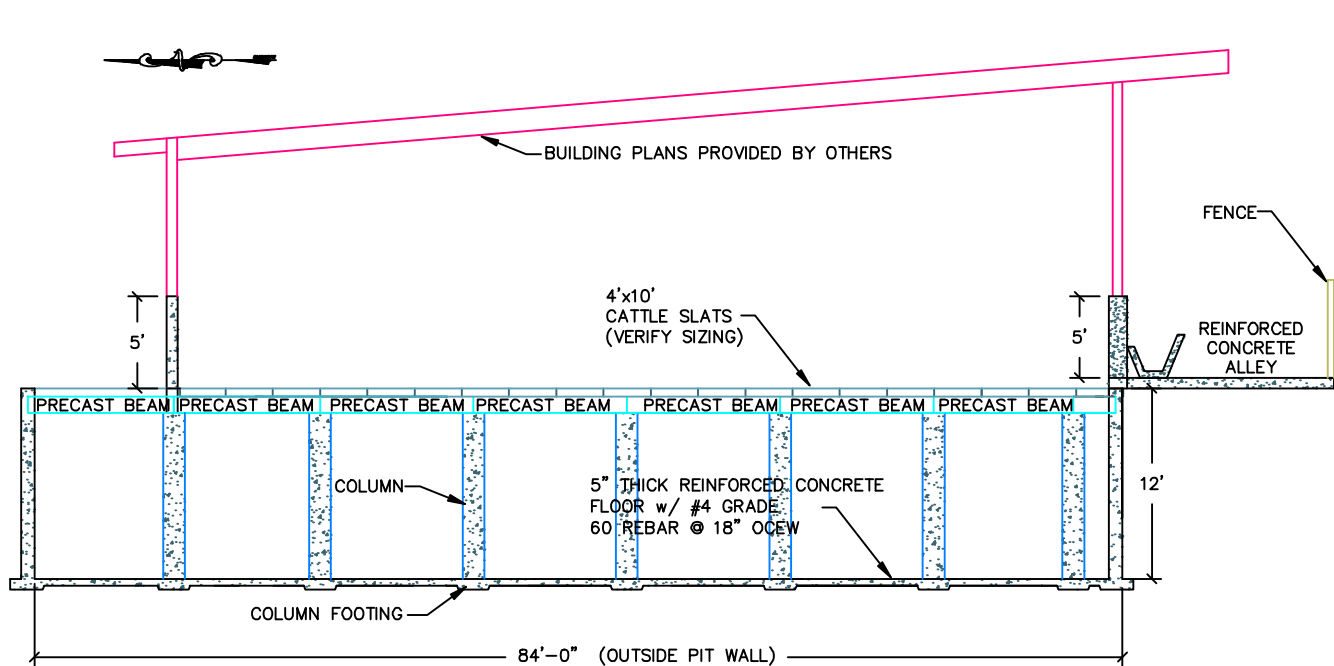 BUILDING PLANS PROVIDED BY OTHERS
FENCE
4'x10'
CATTLE SLATS
(VERIFY SIZING)
5'
5'
REINFORCED
CONCRETE
ALLEY
PRECAST BEAM PRECAST BEAM PRECAST BEAM PRECAST BEAM PRECAST BEAM PRECAST BEAM PRECAST BEAM
COLUMN
5" THICK REINFORCED CONCRETE
FLOOR w/ #4 GRADE
60 REBAR @ 18" OCEW
12'
COLUMN FOOTING
84'-0" (OUTSIDE PIT WALL)